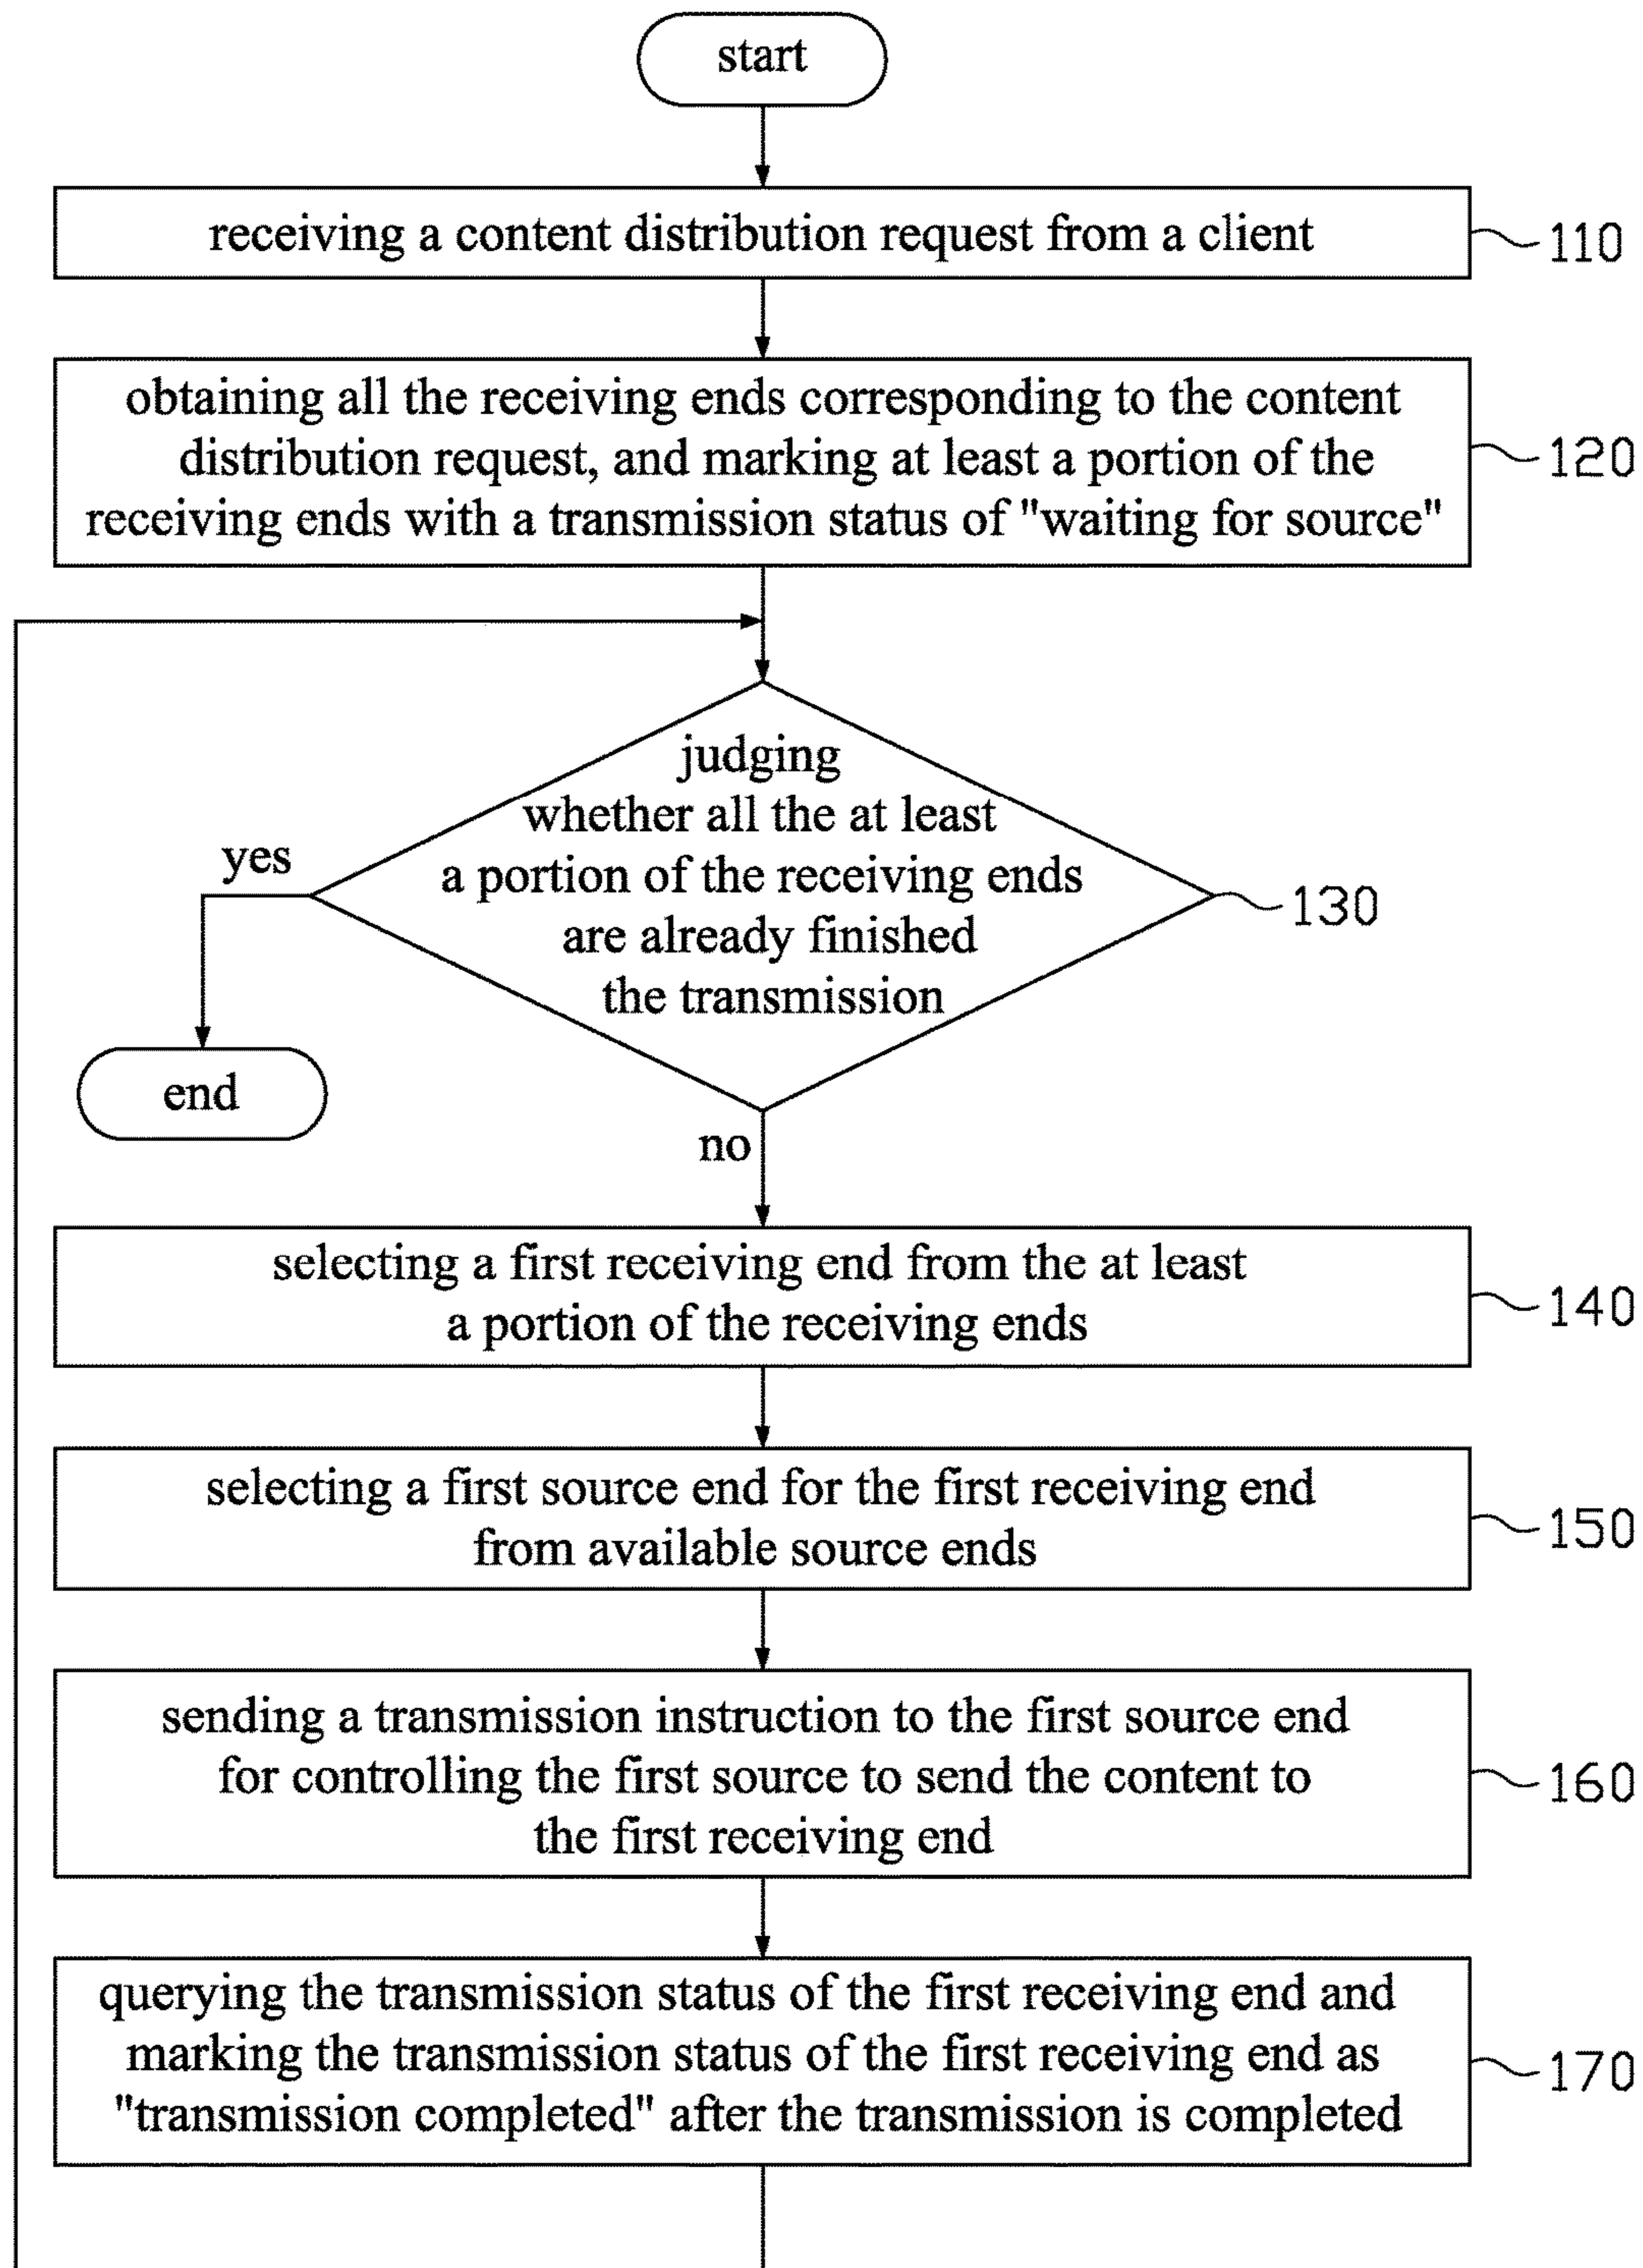 start
receiving a content distribution request from a client
110
obtaining all the receiving ends corresponding to the content
distribution request, and marking at least a portion of the
receiving ends with a transmission status of "waiting for source"
120
judging
whether all the at least
a portion of the receiving ends
are already finished
the transmission
130
yes
end
no
selecting a first receiving end from the at least
a portion of the receiving ends
140
selecting a first source end for the first receiving end
from available source ends
150
sending a transmission instruction to the first source end
for controlling the first source to send the content to
the first receiving end
160
querying the transmission status of the first receiving end and
marking the transmission status of the first receiving end as
"transmission completed" after the transmission is completed
170